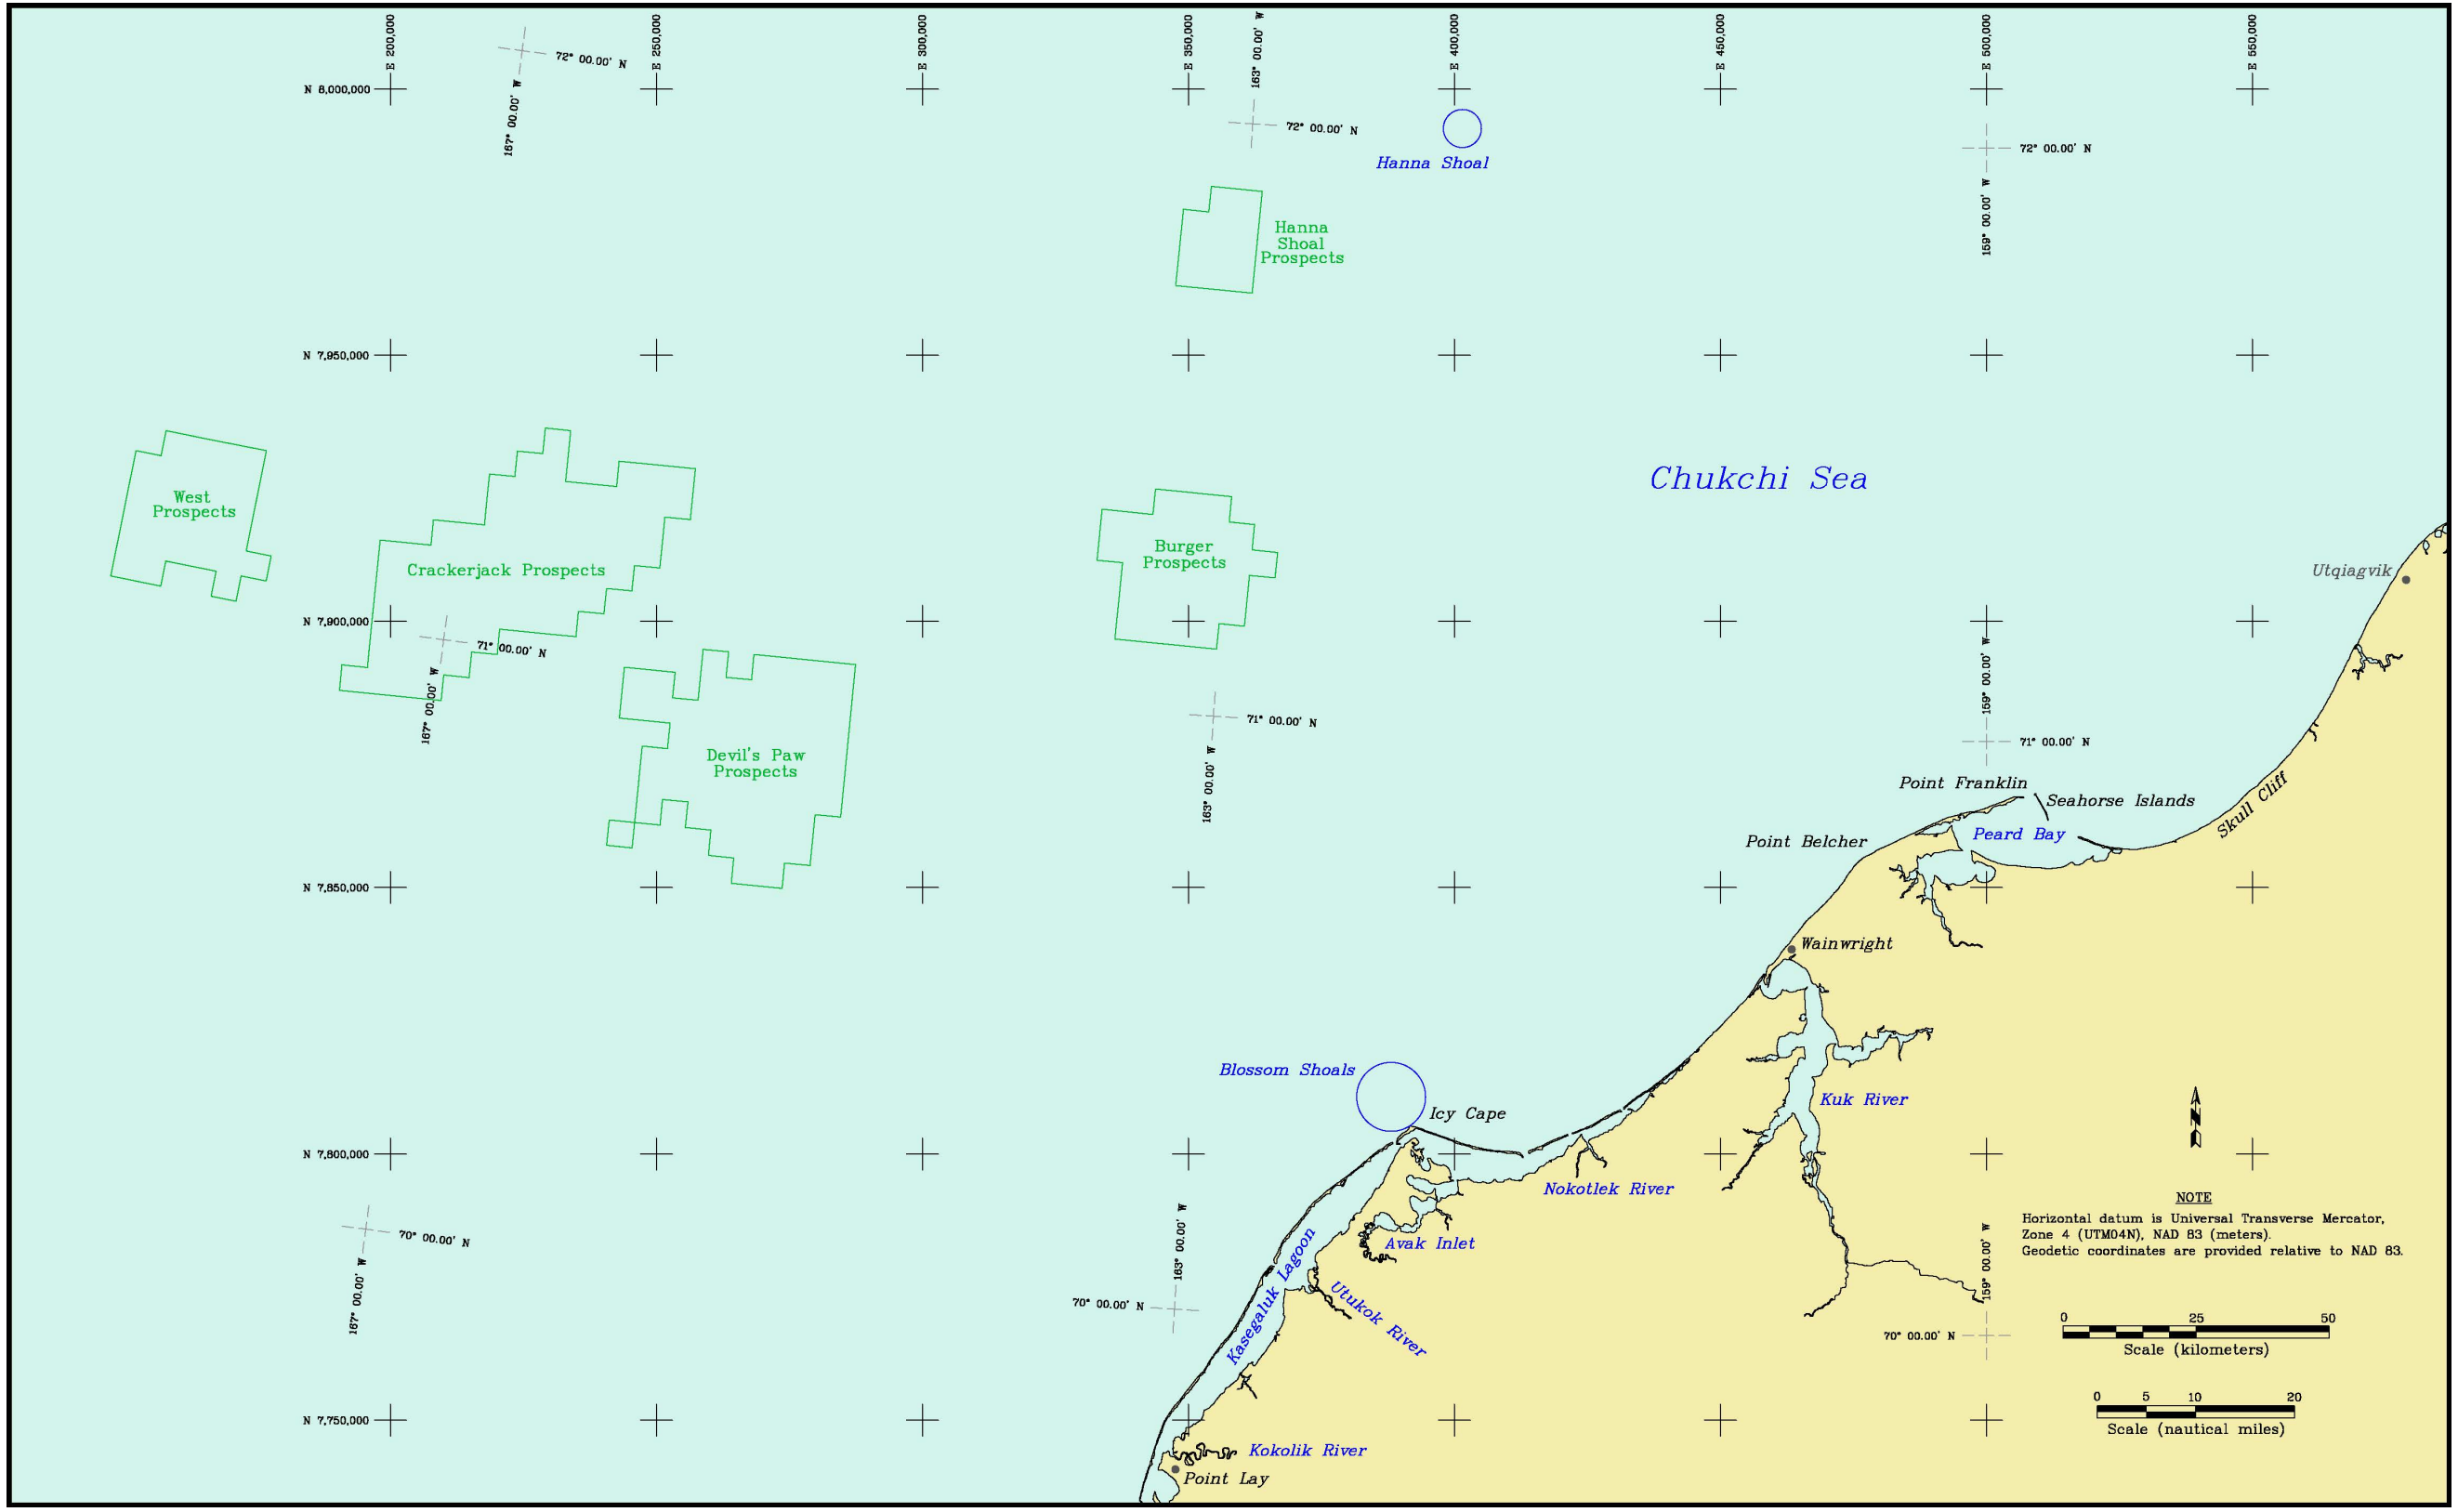 E 200,000
E 250,000
E 300,000
E 350,000
163° 00.00' W
E 400,000
E 450,000
E 500,000
E 550,000
72° 00.00' N
167° 00.00' W
N 8,000,000
72° 00.00' N
Hanna Shoal
72° 00.00' N
159° 00.00' W
Hanna
Shoal
Prospects
N 7,950,000
Chukchi Sea
West
Prospects
Crackerjack Prospects
Burger
Prospects
Utqiagvik
N 7,900,000
71° 00.00' N
167° 00.00' W
159° 00.00' W
71° 00.00' N
163° 00.00' W
71° 00.00' N
Devil's Paw
Prospects
Point Franklin
Seahorse Islands
Skull Cliff
Peard Bay
Point Belcher
N 7,850,000
Wainwright
Blossom Shoals
Icy Cape
Kuk River
N 7,800,000
Nokotlek River
Avak Inlet
Kasegaluk Lagoon
Utukok River
70° 00.00' N
167° 00.00' W
163° 00.00' W
70° 00.00' N
159° 00.00' W
70° 00.00' N
N
NOTE
Horizontal datum is Universal Transverse Mercator,
Zone 4 (UTM04N), NAD 83 (meters).
Geodetic coordinates are provided relative to NAD 83.
0 25 50
Scale (kilometers)
0 5 10 20
Scale (nautical miles)
N 7,750,000
Kokolik River
Point Lay